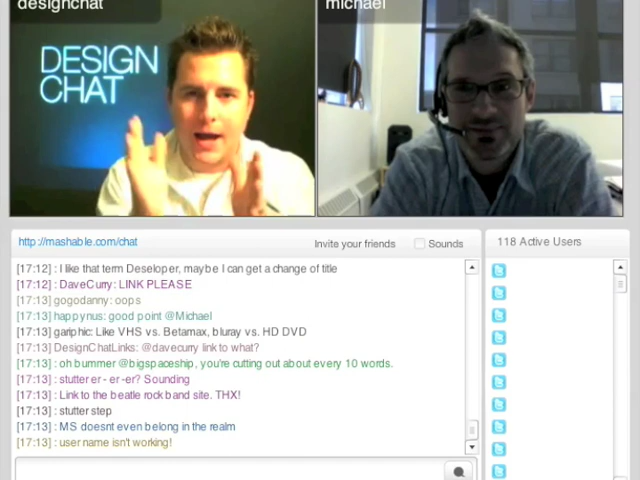 designchat
michael
DESIGN
CHAT
http://mashable.com/chat
Invite your friends
Sounds
118 Active Users
[17:12] : I like that term Deseloper, maybe I can get a change of title
[17:12] : DaveCurry: LINK PLEASE
[17:13] gogodanny: oops
[17:13] happynus: good point @Michael
[17:13] : gariphic: Like VHS vs. Betamax, bluray vs. HD DVD
[17:13] DesignChatLinks: @davecurry link to what?
[17:13] : oh bummer @bigspaceship, you're cutting out about every 10 words.
[17:13] : stutter er - er -er? Sounding
[17:13] : Link to the beatle rock band site. THX!
[17:13] : stutter step
[17:13] : MS doesnt even belong in the realm
[17:13] : user name isn't working!